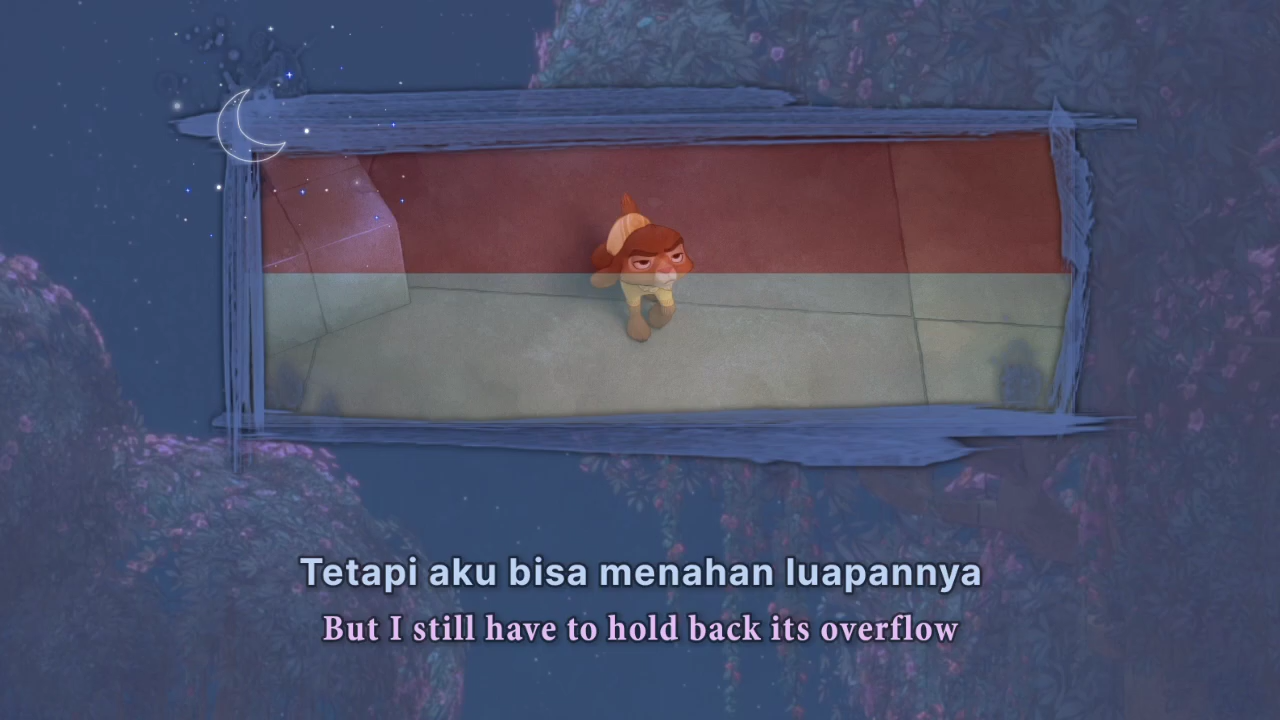 Tetapi aku bisa menahan luapannya
But I still have to hold back its overflow